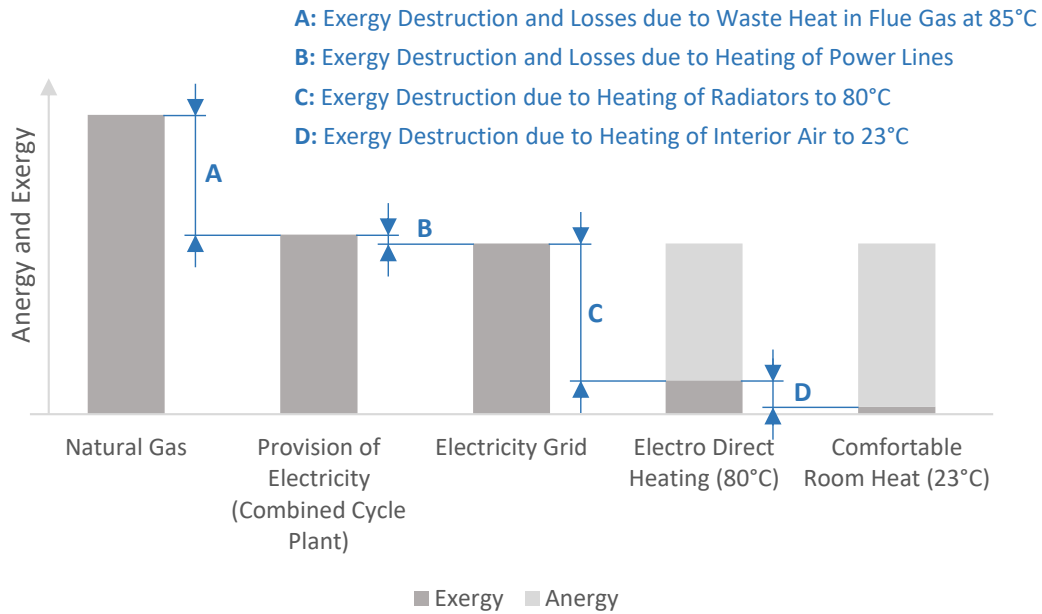 A: Exergy Destruction and Losses due to Waste Heat in Flue Gas at 85°C
B: Exergy Destruction and Losses due to Heating of Power Lines
C: Exergy Destruction due to Heating of Radiators to 80°C
D: Exergy Destruction due to Heating of Interior Air to 23°C
Anergy and Exergy
A
B
C
D
Natural Gas
Provision of
Electricity
(Combined Cycle
Plant)
Electricity Grid
Electro Direct
Heating (80°C)
Comfortable
Room Heat (23°C)
Exergy
Anergy